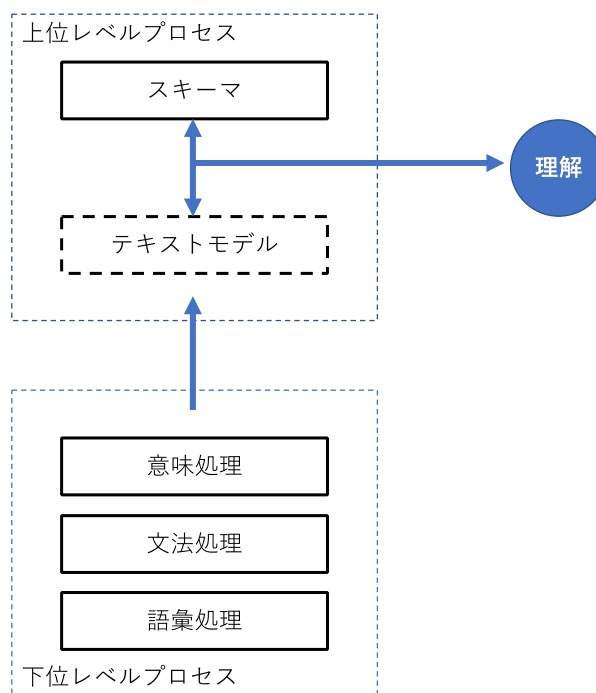 上位レベルプロセス
スキーマ
理解
テキストモデル
意味処理
文法処理
語彙処理
下位レベルプロセス